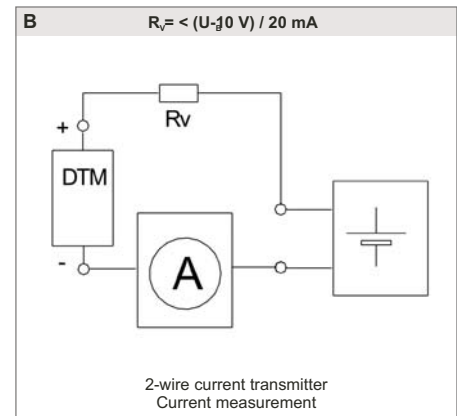 B
Rᵥ= < (U-10 V) / 20 mA
Rv
+
DTM
-
A
2-wire current transmitter
Current measurement